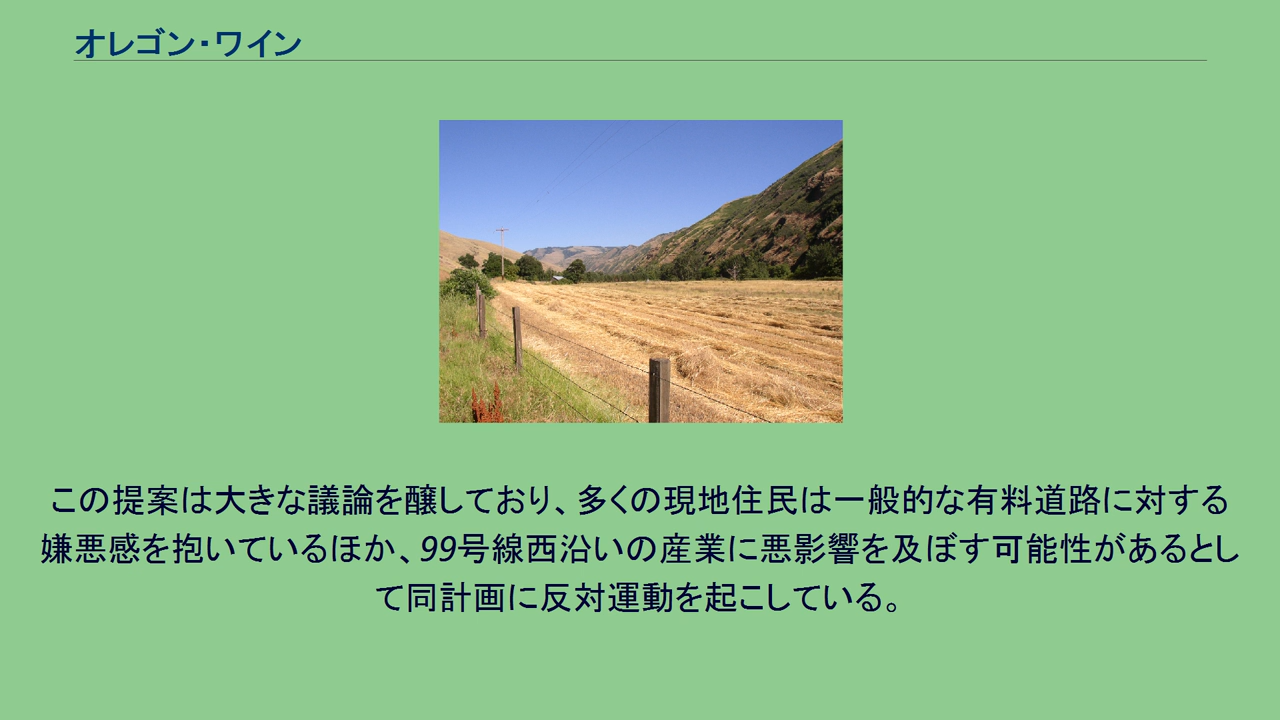 オレゴン・ワイン
この提案は大きな議論を醸しており、多くの現地住民は一般的な有料道路に対する
嫌悪感を抱いているほか、99号線西沿いの産業に悪影響を及ぼす可能性があるとし
て同計画に反対運動を起こしている。